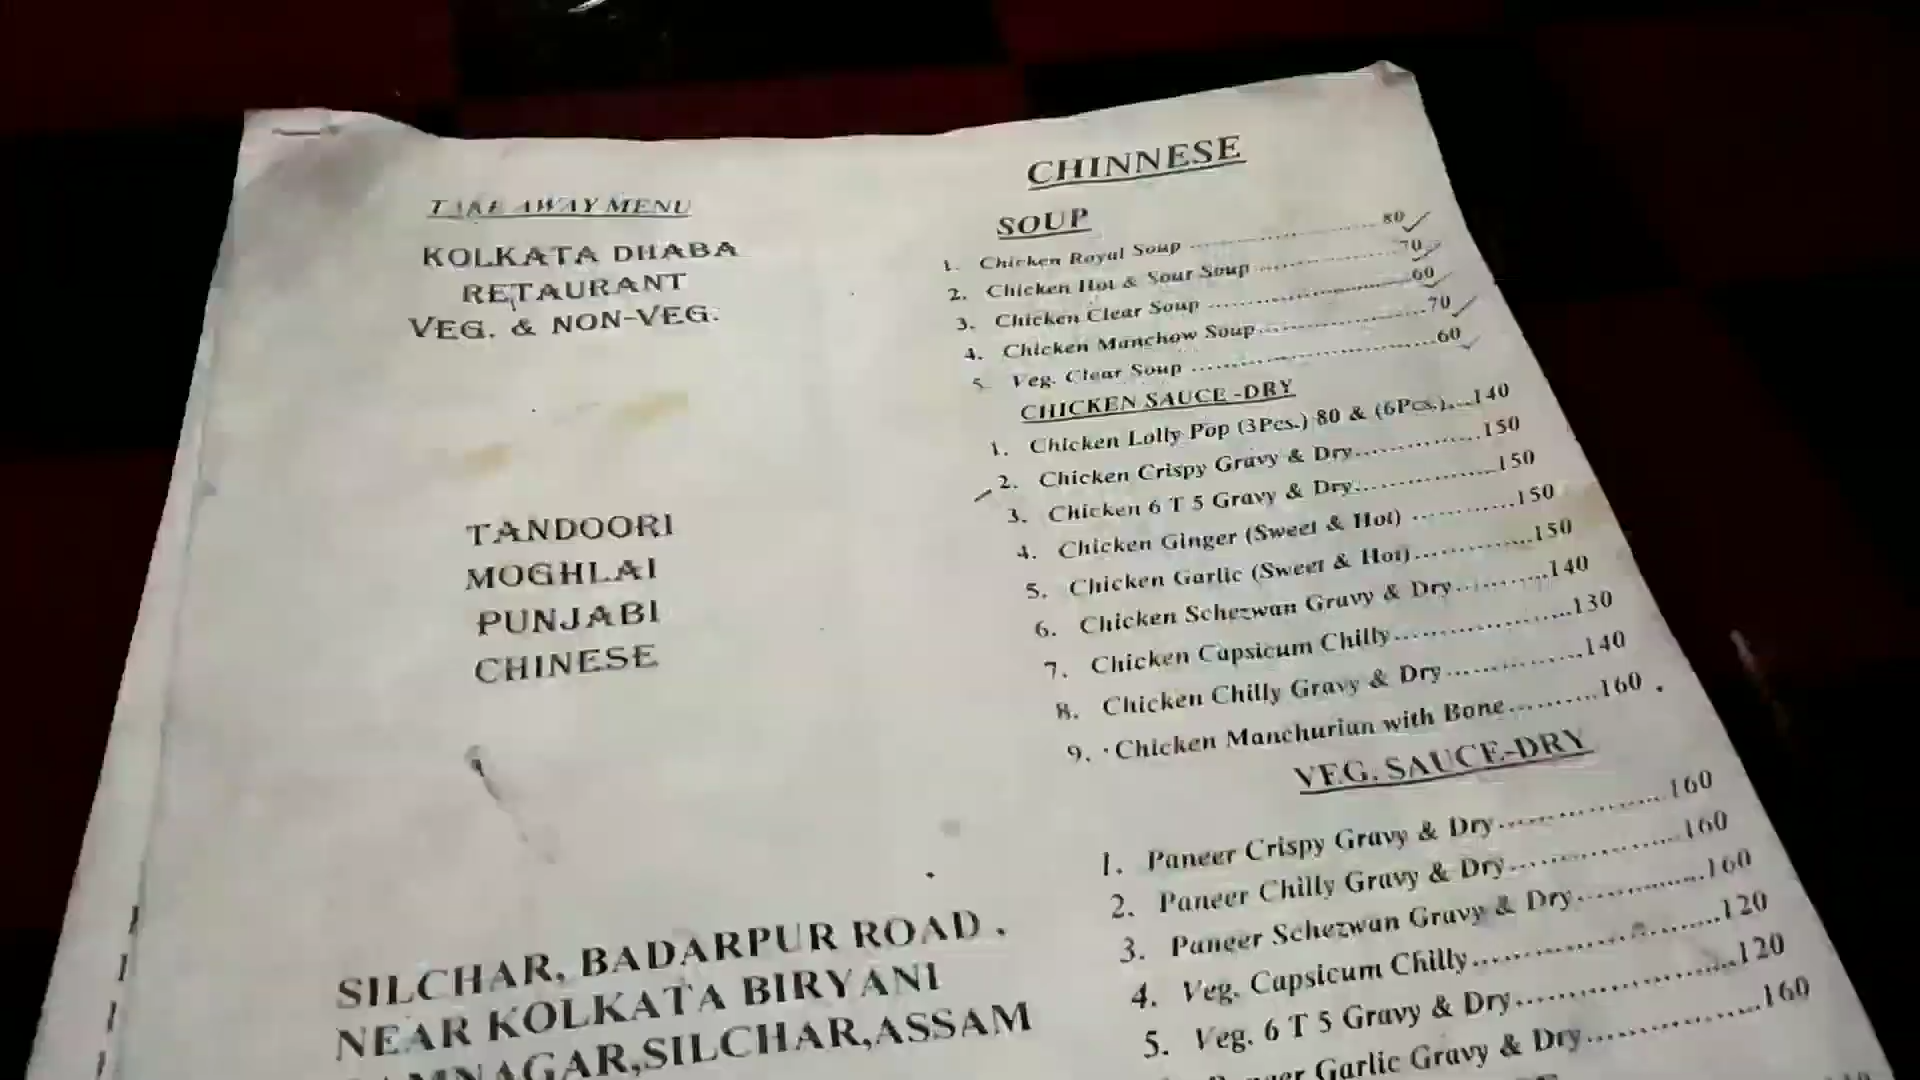 TAKE AWAY MENU
KOLKATA DHABA
RETAURANT
VEG. & NON-VEG.
TANDOORI
MOGHLAI
PUNJABI
CHINESE
SILCHAR, BADARPUR ROAD .
NEAR KOLKATA BIRYANI
SILCHAR,ASSAM
CHINNESE
SOUP
1. Chicken Royal Soup ........................ 80
2. Chicken Hot & Sour Soup ................ 70
3. Chicken Clear Soup ........................ 60
4. Chicken Manchow Soup.................... 70
5. Veg. Clear Soup ............................ 60
CHICKEN SAUCE-DRY
1. Chicken Lolly Pop (3Pcs.) 80 & (6Pcs.)....140
2. Chicken Crispy Gravy & Dry.............150
3. Chicken 6 T 5 Gravy & Dry..............150
4. Chicken Ginger (Sweet & Hot) ..........150
5. Chicken Garlic (Sweet & Hot)...........150
6. Chicken Schezwan Gravy & Dry..........140
7. Chicken Capsicum Chilly.................130
8. Chicken Chilly Gravy & Dry.............140
9. Chicken Manchurian with Bone.........160 .
VEG. SAUCE-DRY
1. Paneer Crispy Gravy & Dry...............160
2. Paneer Chilly Gravy & Dry...............160
3. Paneer Schezwan Gravy & Dry............160
4. Veg. Capsicum Chilly......................120
5. Veg. 6 T 5 Gravy & Dry..................120
Garlic Gravy & Dry................160